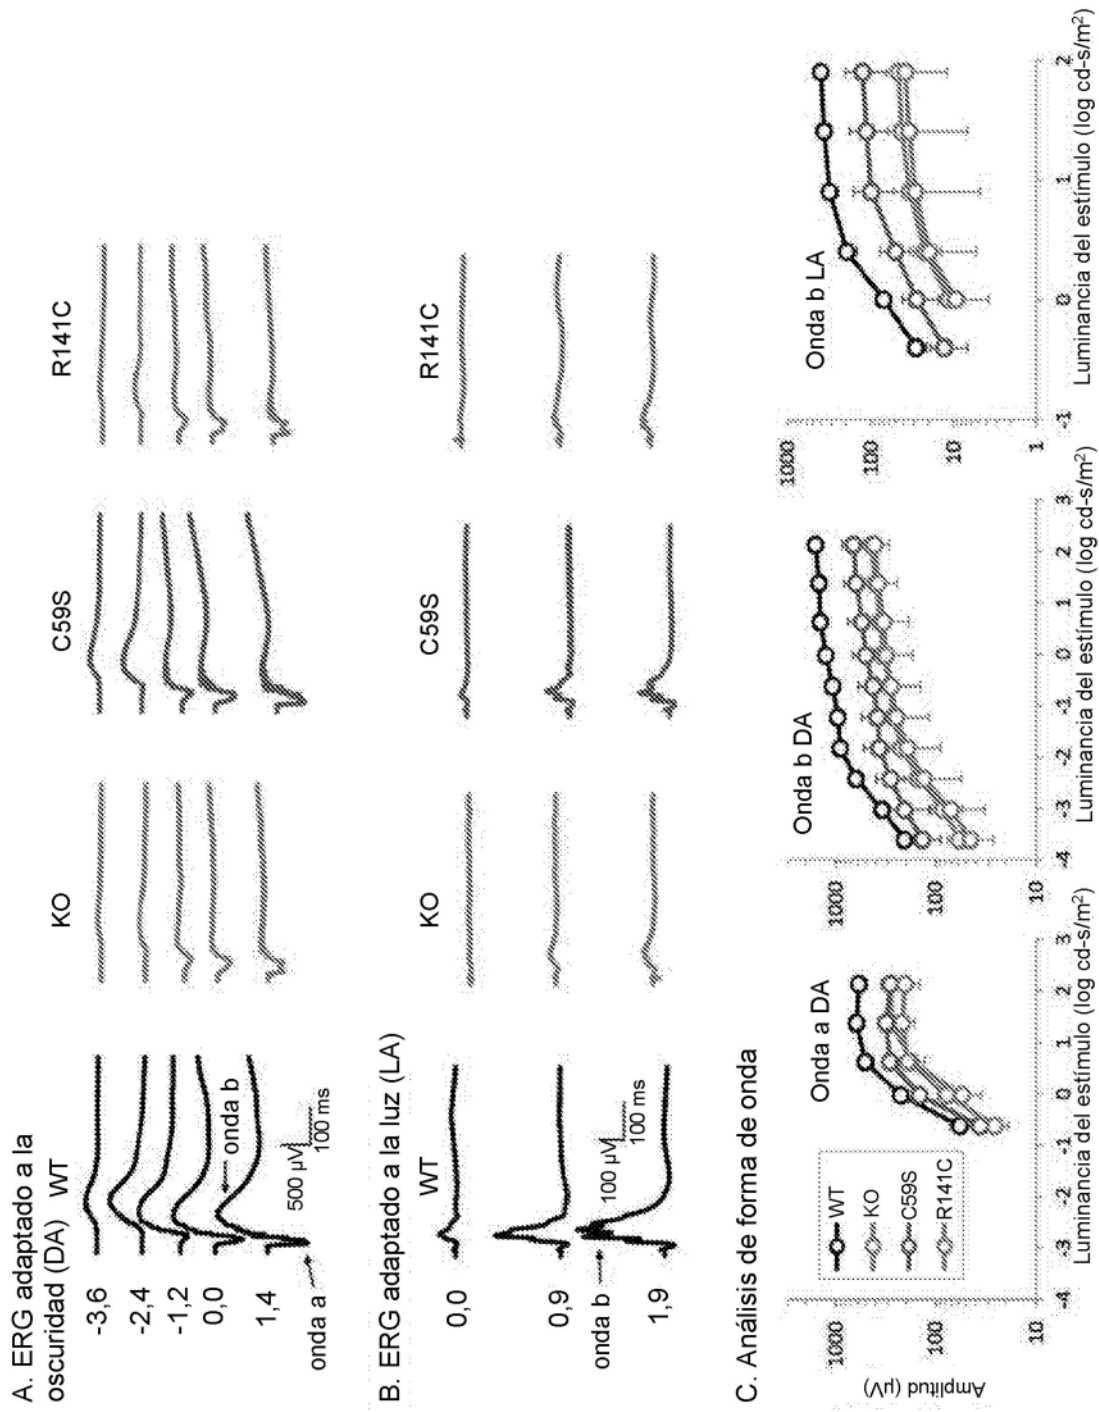 A. ERG adaptado a la
oscuridad (DA)
WT
KO
C59S
R141C
-3,6
-2,4
-1,2
0,0
1,4
onda b
onda a
500 µV
100 ms
B. ERG adaptado a la luz (LA)
WT
KO
C59S
R141C
0,0
0,9
1,9
onda b
100 µV
100 ms
C. Análisis de forma de onda
Amplitud (µV)
Onda a DA
1000
100
10
-4 -3 -2 -1 0 1 2 3
Luminancia del estímulo (log cd-s/m²)
WT
KO
C59S
R141C
Onda b DA
1000
100
10
-4 -3 -2 -1 0 1 2 3
Luminancia del estímulo (log cd-s/m²)
Onda b LA
1000
100
10
1
-1 0 1 2
Luminancia del estímulo (log cd-s/m²)